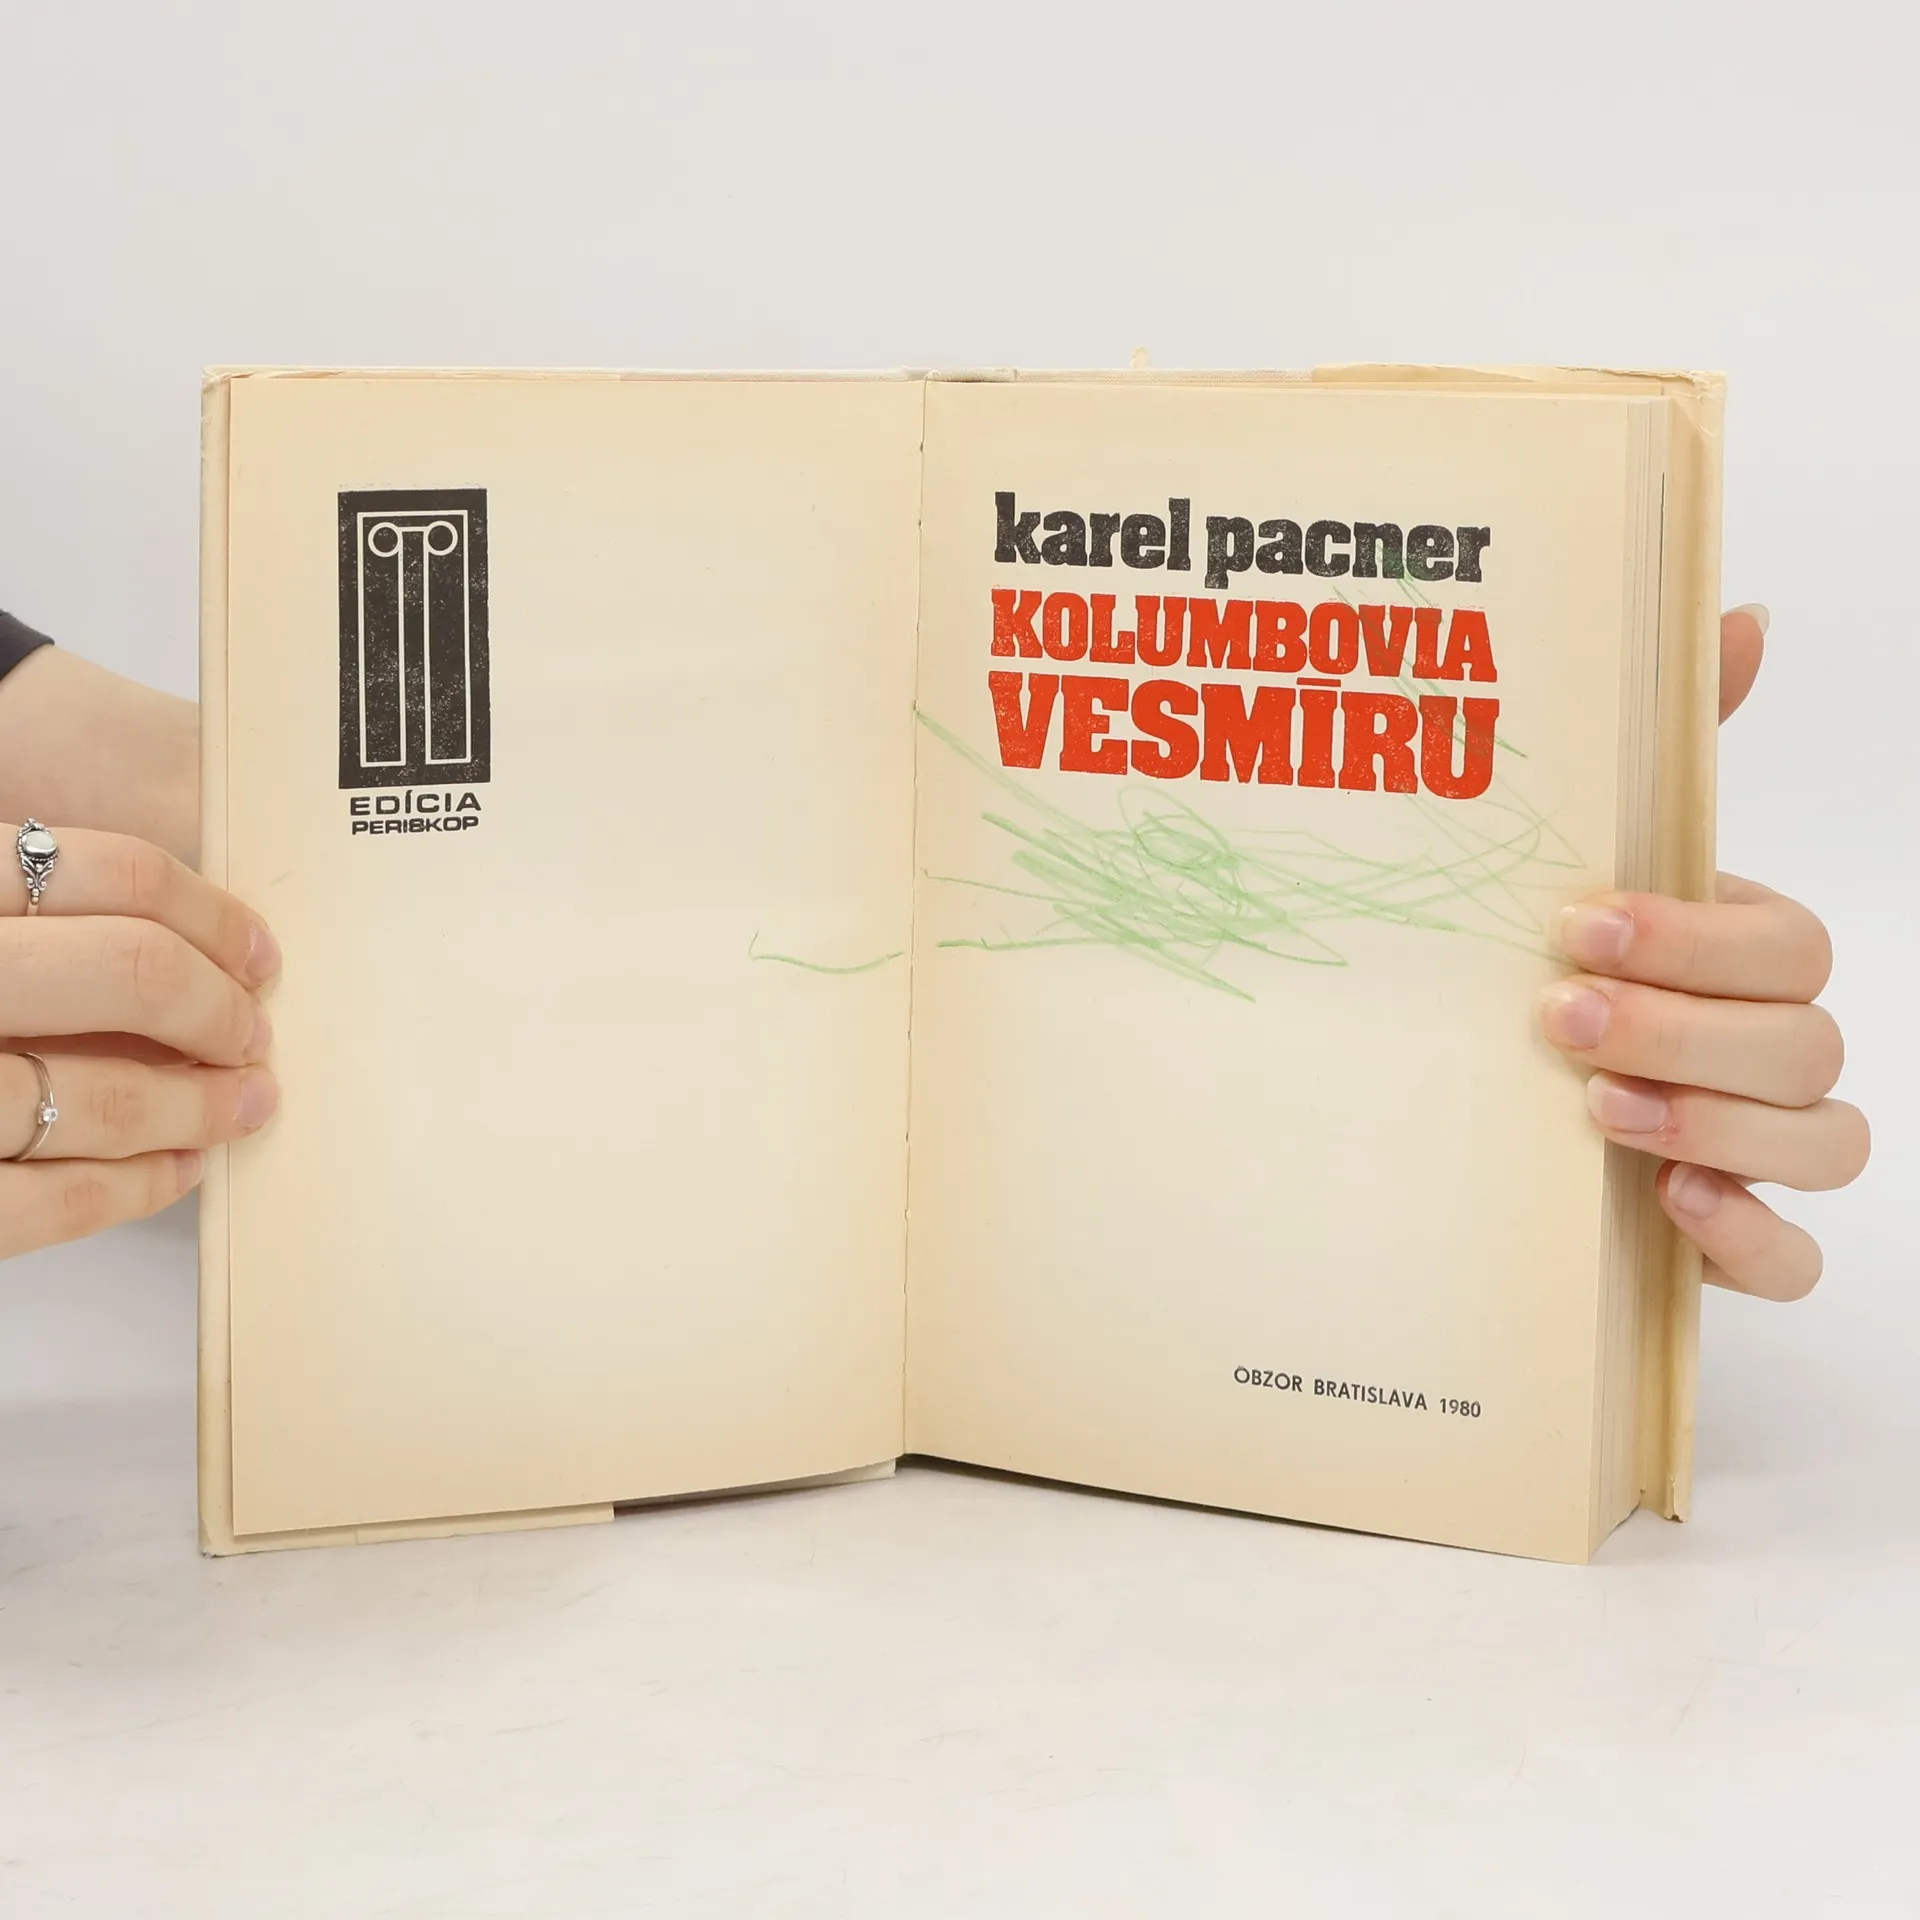 EDÍCIA
PERISKOP
karel pacner
KOLUMBOVIA
VESMÍRU
OBZOR BRATISLAVA 1980